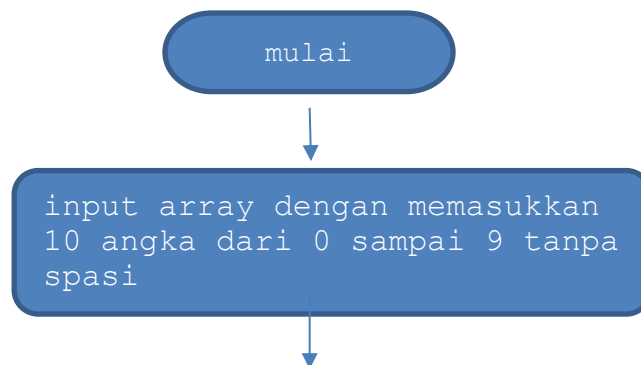 mulai
input array dengan memasukkan
10 angka dari 0 sampai 9 tanpa
spasi